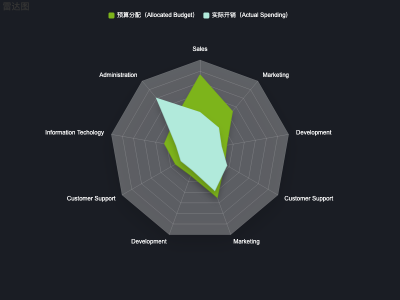 雷达图
预算分配（Allocated Budget） 实际开销（Actual Spending）
Sales
Administration Marketing
Information Techology Development
Customer Support Customer Support
Development Marketing